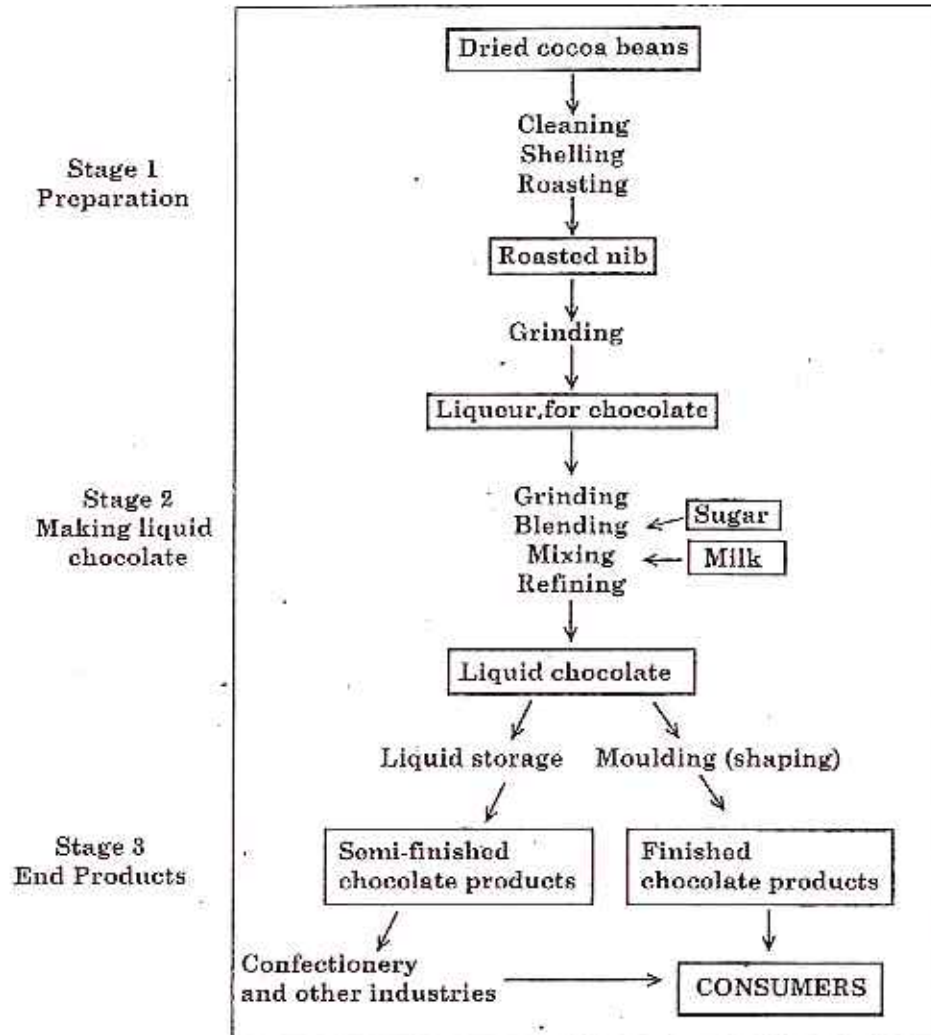 Dried cocoa beans
Cleaning
Shelling
Roasting
Stage 1
Preparation
Roasted nib
Grinding
Liqueur for chocolate
Stage 2
Making liquid
chocolate
Grinding
Blending
Mixing
Refining
Sugar
Milk
Liquid chocolate
Liquid storage
Moulding (shaping)
Stage 3
End Products
Semi-finished
chocolate products
Finished
chocolate products
Confectionery
and other industries
CONSUMERS